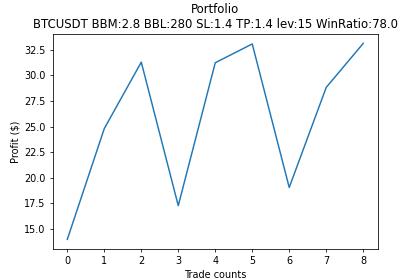 Portfolio
BTCUSDT BBM:2.8 BBL:280 SL:1.4 TP:1.4 lev:15 WinRatio:78.0
Profit ($)
32.5
30.0
27.5
25.0
22.5
20.0
17.5
15.0
0 1 2 3 4 5 6 7 8
Trade counts